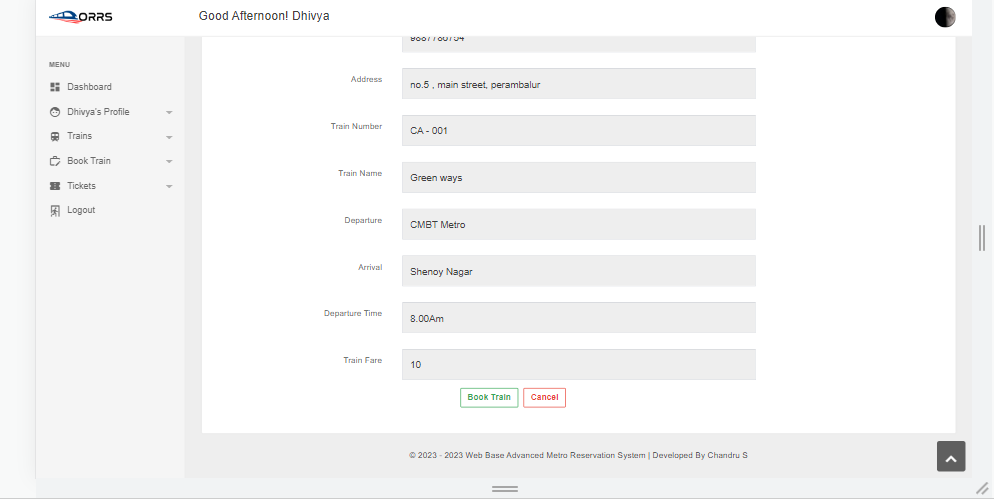 ORRS
Good Afternoon! Dhivya
MENU
Dashboard
Dhivya's Profile
Trains
Book Train
Tickets
Logout
Address
no.5 , main street, perambalur
Train Number
CA - 001
Train Name
Green ways
Departure
CMBT Metro
Arrival
Shenoy Nagar
Departure Time
8.00Am
Train Fare
10
Book Train
Cancel
© 2023 - 2023 Web Base Advanced Metro Reservation System | Developed By Chandru S